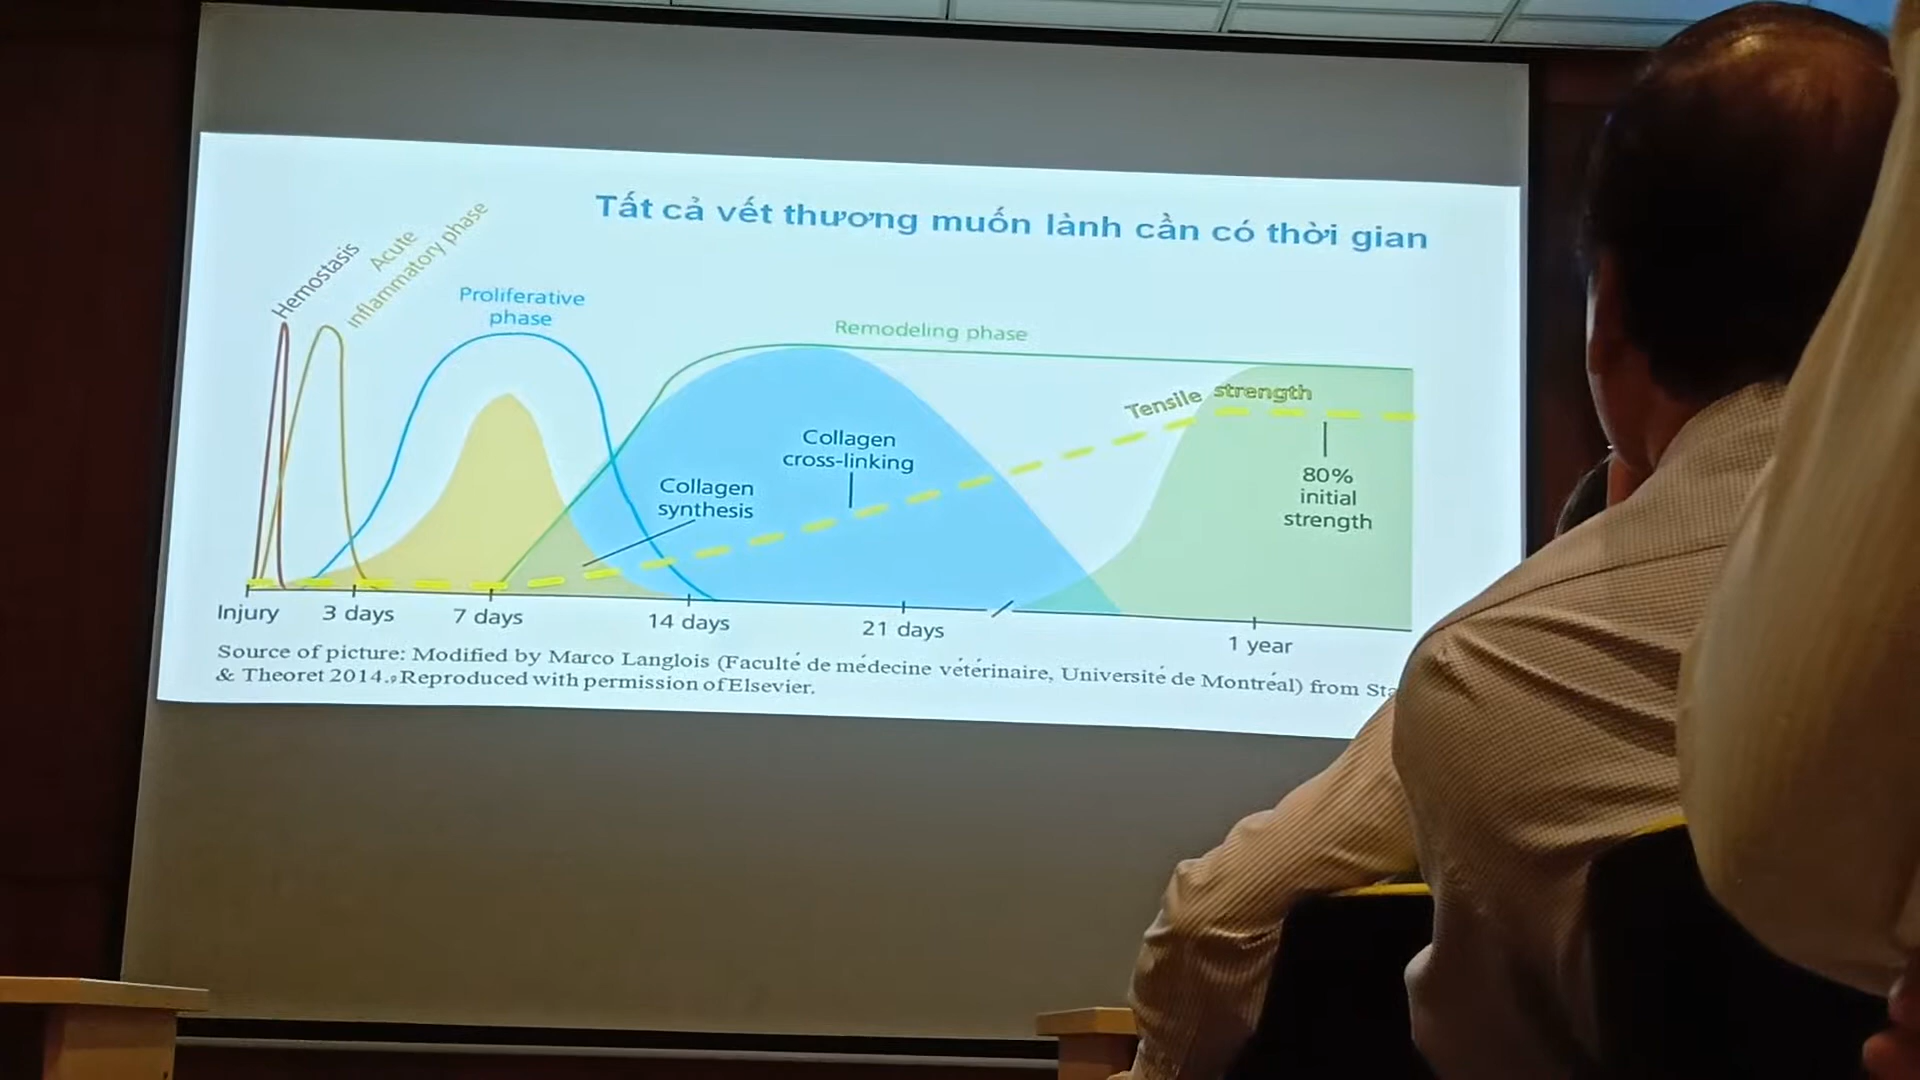 Tất cả vết thương muốn lành cần có thời gian
Hemostasis
Acute
inflammatory phase
Proliferative
phase
Remodeling phase
Tensile strength
Collagen
cross-linking
Collagen
synthesis
80%
initial
strength
Injury
3 days
7 days
14 days
21 days
1 year
Source of picture: Modified by Marco Langlois (Faculté de médecine vétérinaire, Université de Montréal) from
& Theoret 2014., Reproduced with permission of Elsevier.